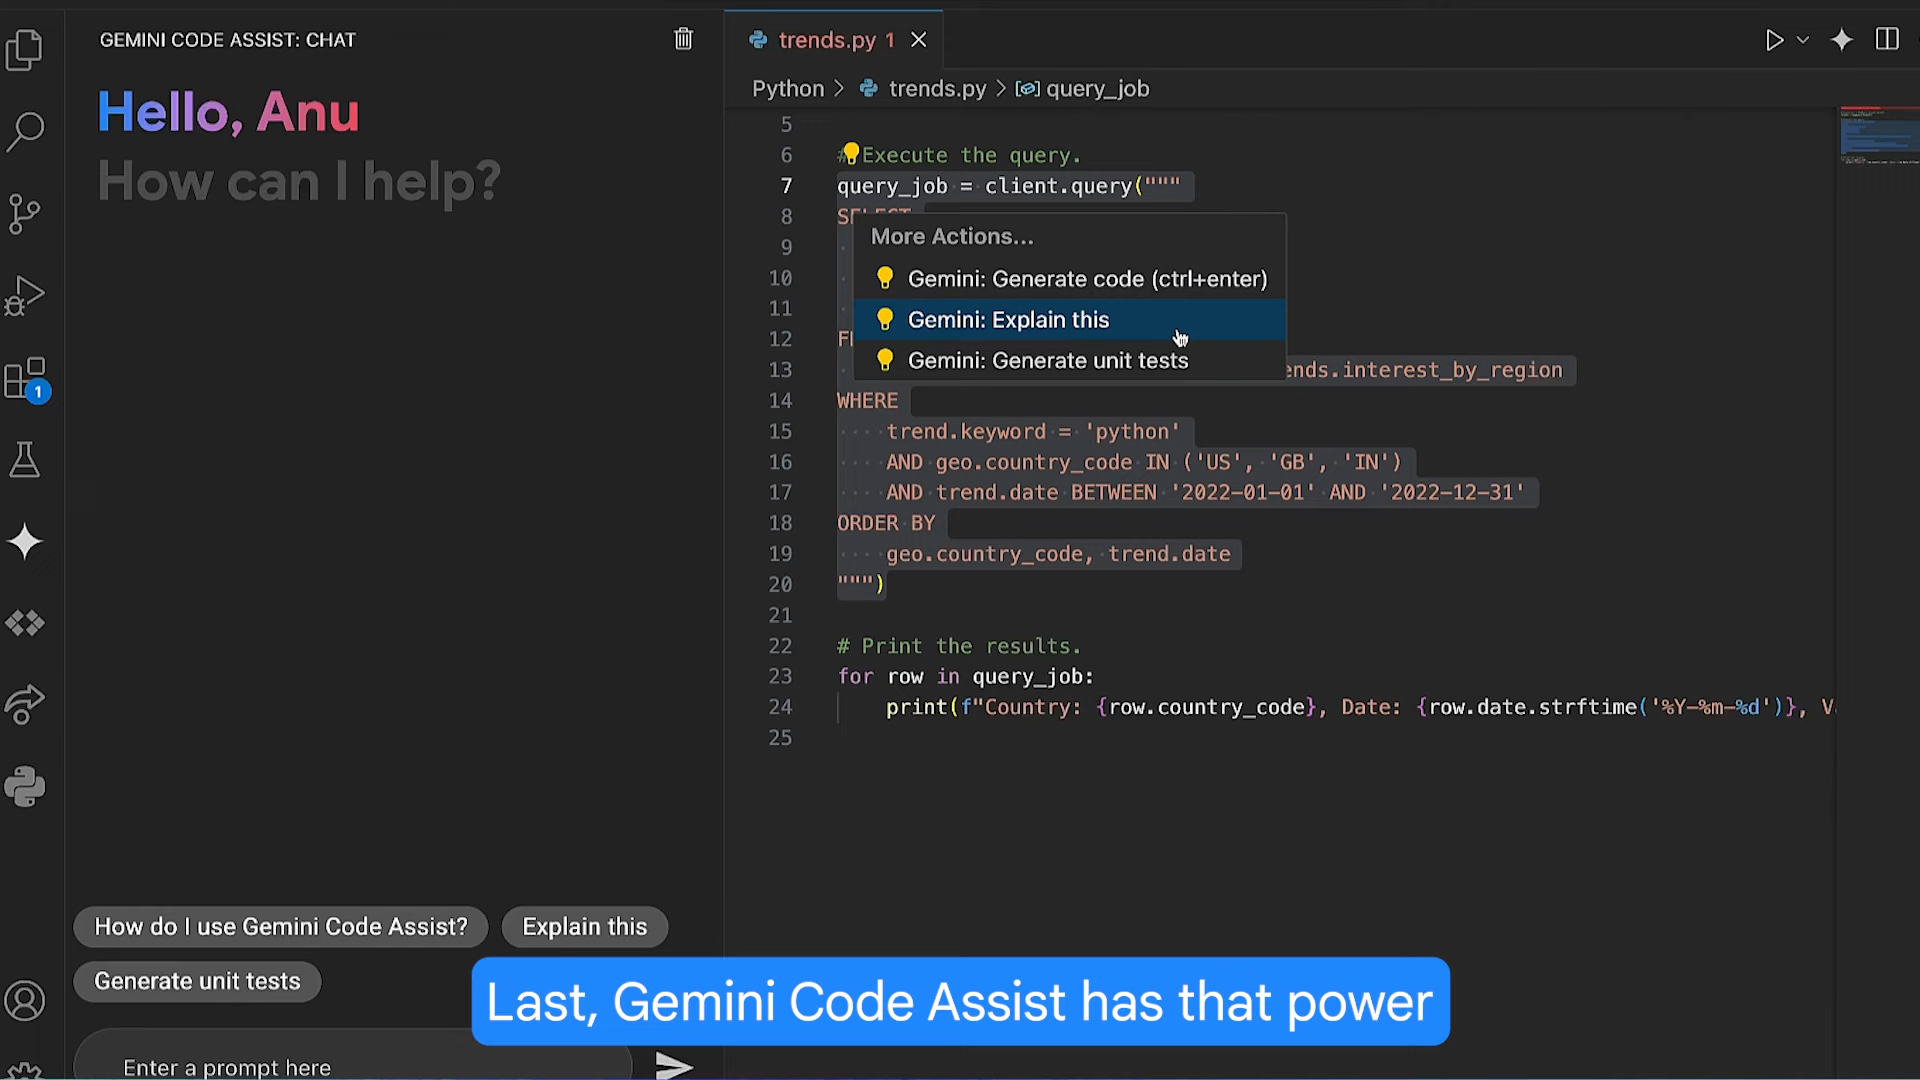 GEMINI CODE ASSIST: CHAT
Hello, Anu
How can I help?
How do I use Gemini Code Assist?
Explain this
Generate unit tests
Enter a prompt here
1
trends.py 1
Python > trends.py > query_job
5
6 # Execute the query.
7 query_job = client.query("""
8 SELECT
9
10
11
12
13 ends.interest_by_region
14 WHERE
15 trend.keyword = 'python'
16 AND geo.country_code IN ('US', 'GB', 'IN')
17 AND trend.date BETWEEN '2022-01-01' AND '2022-12-31'
18 ORDER BY
19 geo.country_code, trend.date
20 """)
21
22 # Print the results.
23 for row in query_job:
24 print(f"Country: {row.country_code}, Date: {row.date.strftime('%Y-%m-%d')}, V
25
More Actions...
Gemini: Generate code (ctrl+enter)
Gemini: Explain this
Gemini: Generate unit tests
Last, Gemini Code Assist has that power